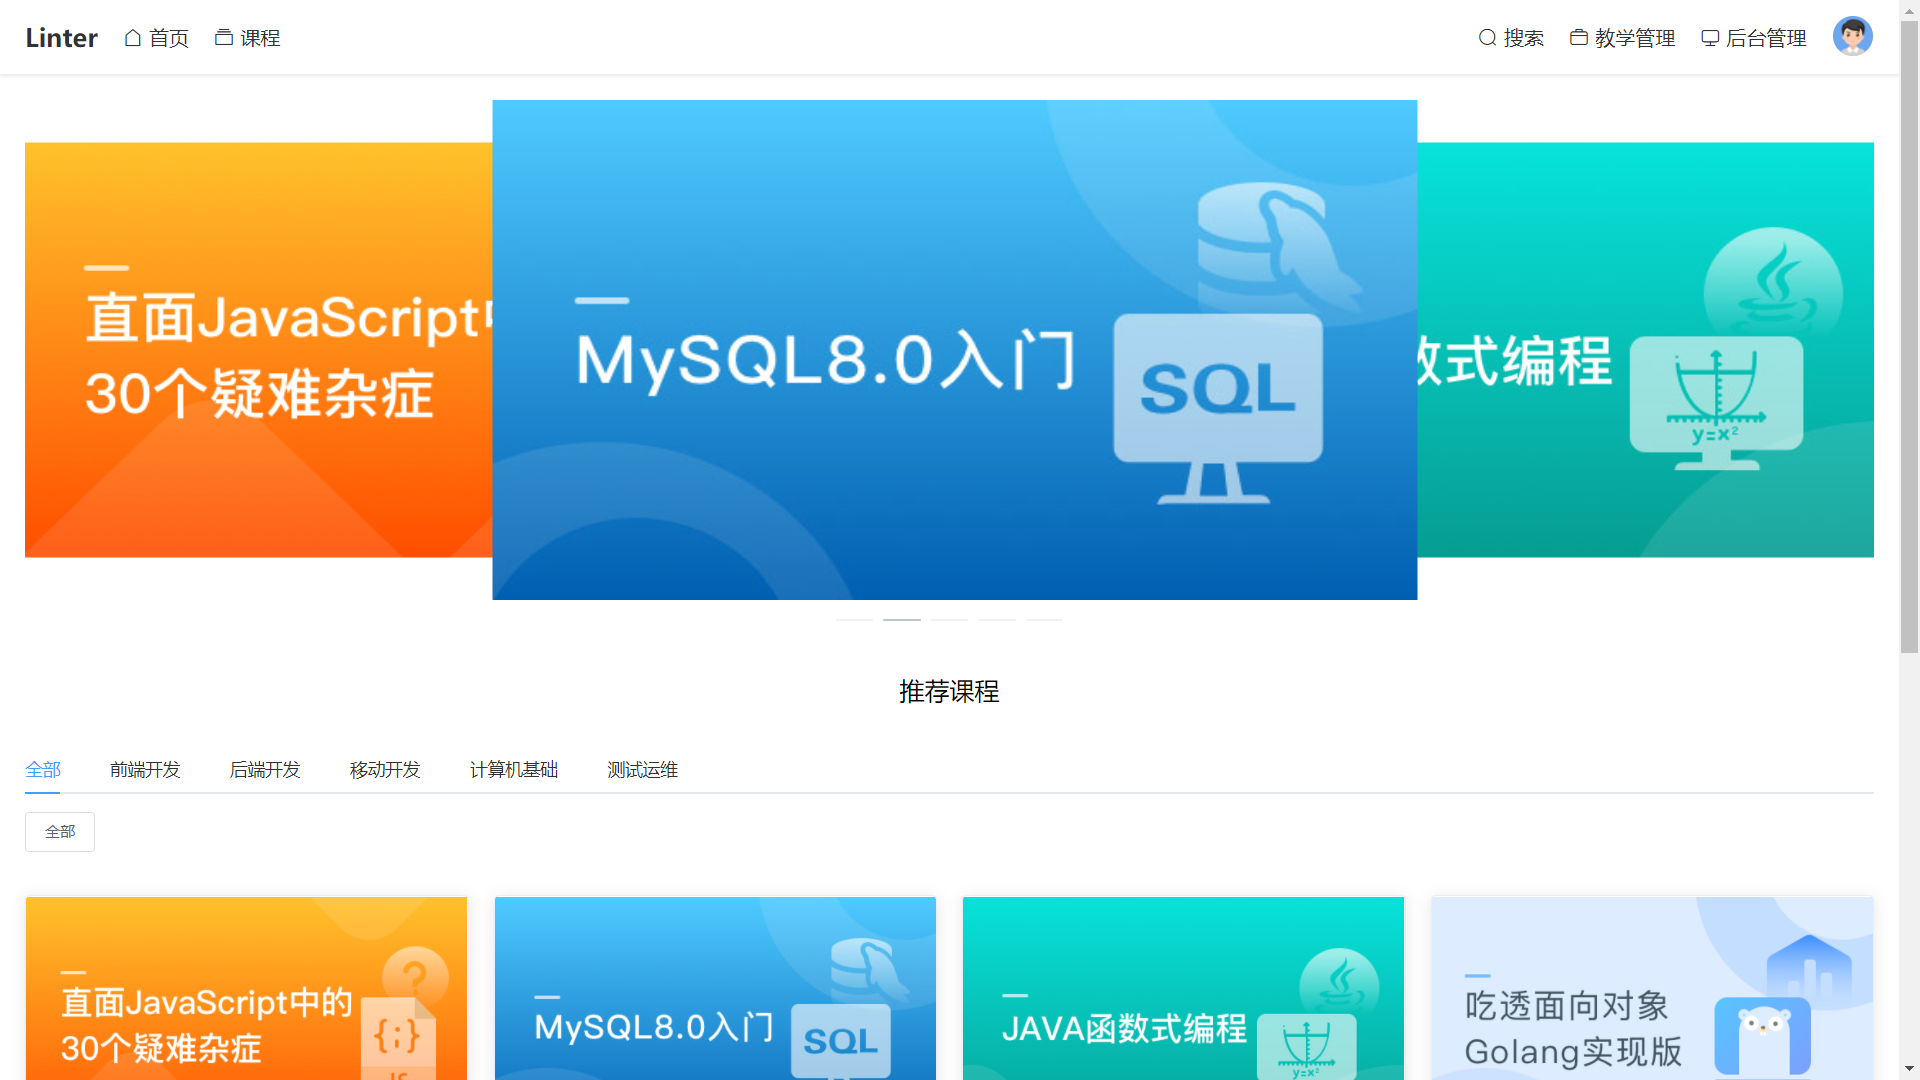 Linter
首页
课程
搜索
教学管理
后台管理
直面JavaScript
30个疑难杂症
MySQL8.0入门
SQL
式编程
y=x²
推荐课程
全部
前端开发
后端开发
移动开发
计算机基础
测试运维
全部
直面JavaScript中的
30个疑难杂症
{;}
?
MySQL8.0入门
SQL
JAVA函数式编程
y=x²
吃透面向对象
Golang实现版